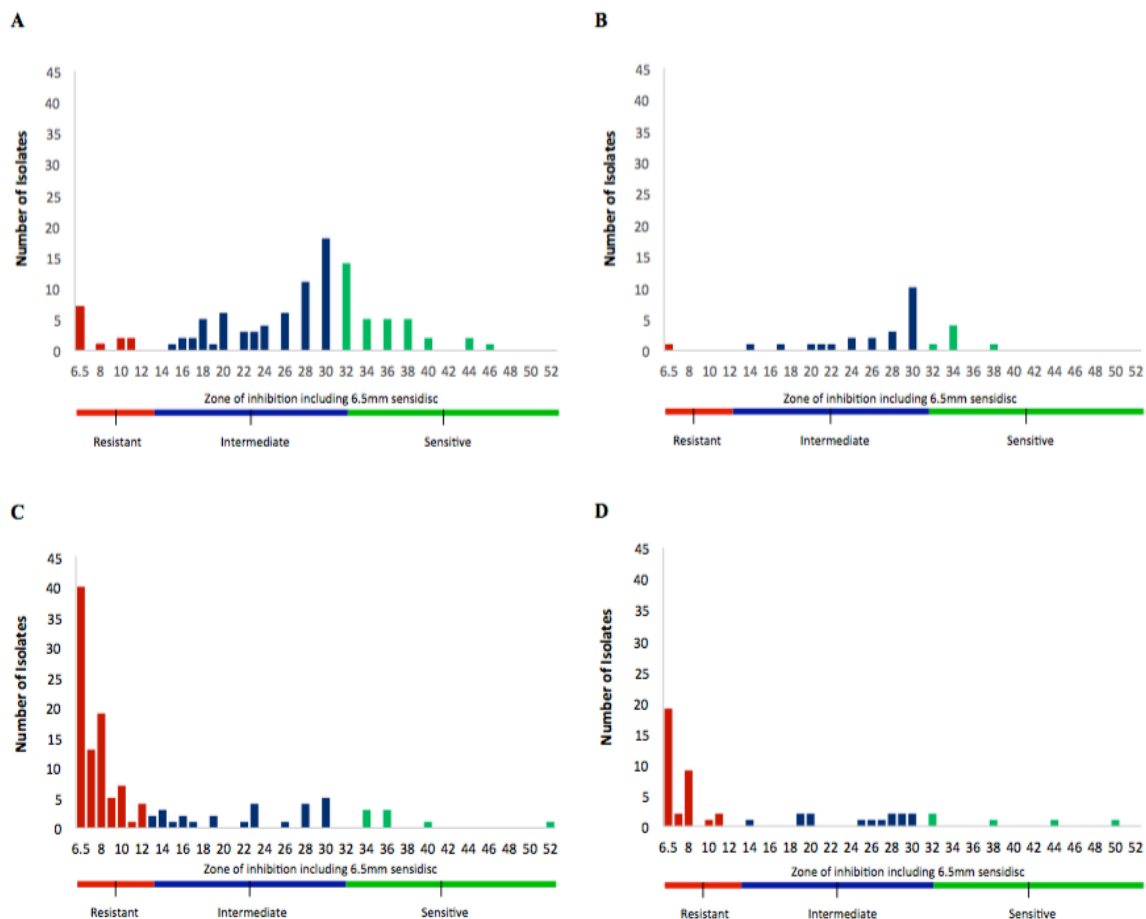 A
45
40
35
30
25
20
15
10
5
0
Number of Isolates
6.5 8 10 12 14 16 18 20 22 24 26 28 30 32 34 36 38 40 42 44 46 48 50 52
Zone of inhibition including 6.5mm sensidisc
Resistant Intermediate Sensitive
B
45
40
35
30
25
20
15
10
5
0
Number of Isolates
6.5 8 10 12 14 16 18 20 22 24 26 28 30 32 34 36 38 40 42 44 46 48 50 52
Zone of inhibition including 6.5mm sensidisc
Resistant Intermediate Sensitive
C
45
40
35
30
25
20
15
10
5
0
Number of Isolates
6.5 8 10 12 14 16 18 20 22 24 26 28 30 32 34 36 38 40 42 44 46 48 50 52
Zone of inhibition including 6.5mm sensidisc
Resistant Intermediate Sensitive
D
45
40
35
30
25
20
15
10
5
0
Number of Isolates
6.5 8 10 12 14 16 18 20 22 24 26 28 30 32 34 36 38 40 42 44 46 48 50 52
Zone of inhibition including 6.5mm sensidisc
Resistant Intermediate Sensitive